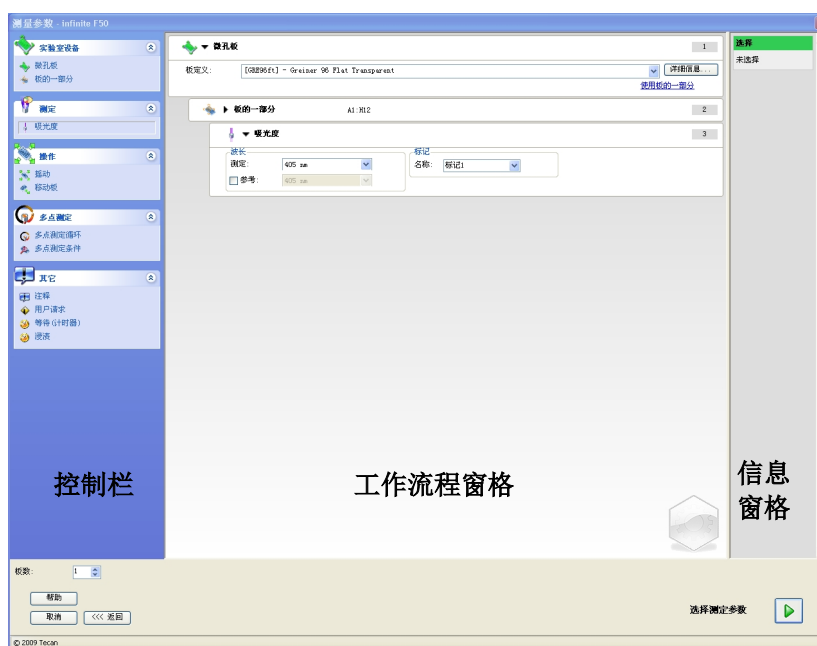 测量参数 - infinite F50
实验室设备
微孔板
板的一部分
测定
吸光度
操作
摇动
移动板
多点测定
多点测定循环
多点测定条件
其它
注释
用户请求
等待(计时器)
浸渍
控制栏
微孔板 1
板定义: [GRE96ft] - Greiner 96 Flat Transparent 详细信息...
使用板的一部分
板的一部分 A1:H12 2
吸光度 3
波长 标记
测定: 405 nm 名称: 标记1
参考: 405 nm
工作流程窗格
选择
未选择
信息
窗格
板数: 1
帮助
取消 <<< 返回
选择测定参数
© 2009 Tecan